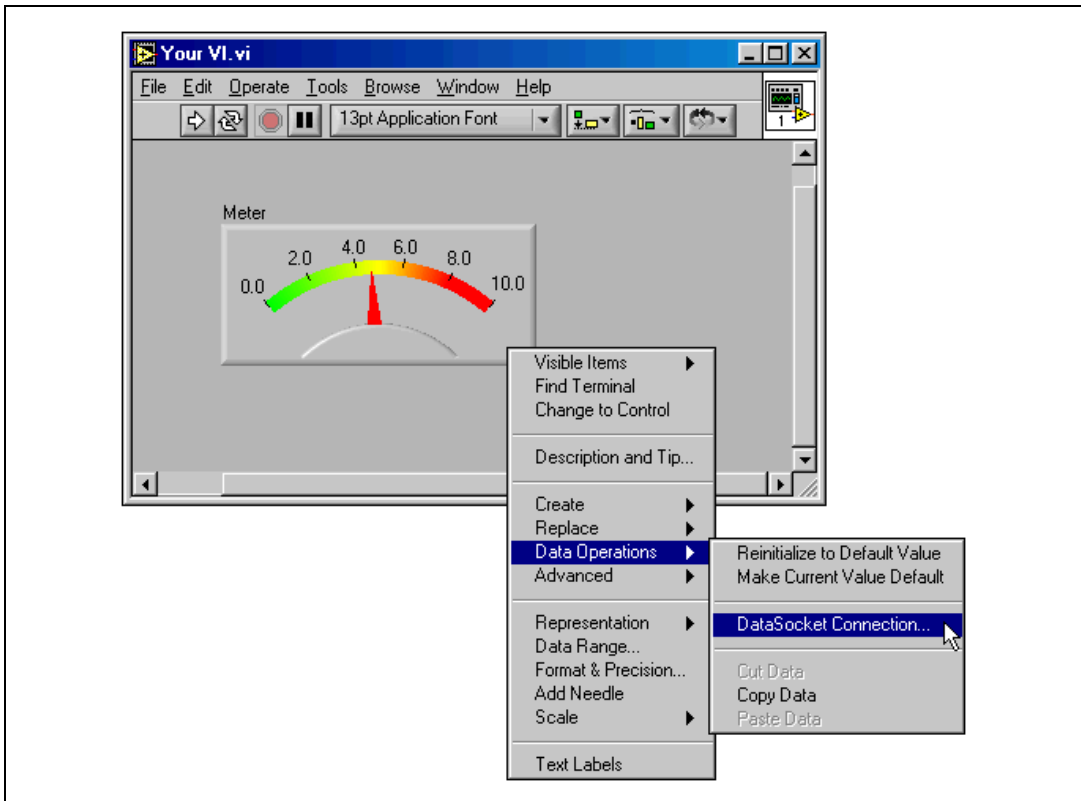 Your VI.vi
File Edit Operate Tools Browse Window Help
13pt Application Font
1
Meter
0.0 2.0 4.0 6.0 8.0 10.0
Visible Items
Find Terminal
Change to Control
Description and Tip...
Create
Replace
Data Operations
Advanced
Representation
Data Range...
Format & Precision...
Add Needle
Scale
Text Labels
Reinitialize to Default Value
Make Current Value Default
DataSocket Connection...
Cut Data
Copy Data
Paste Data